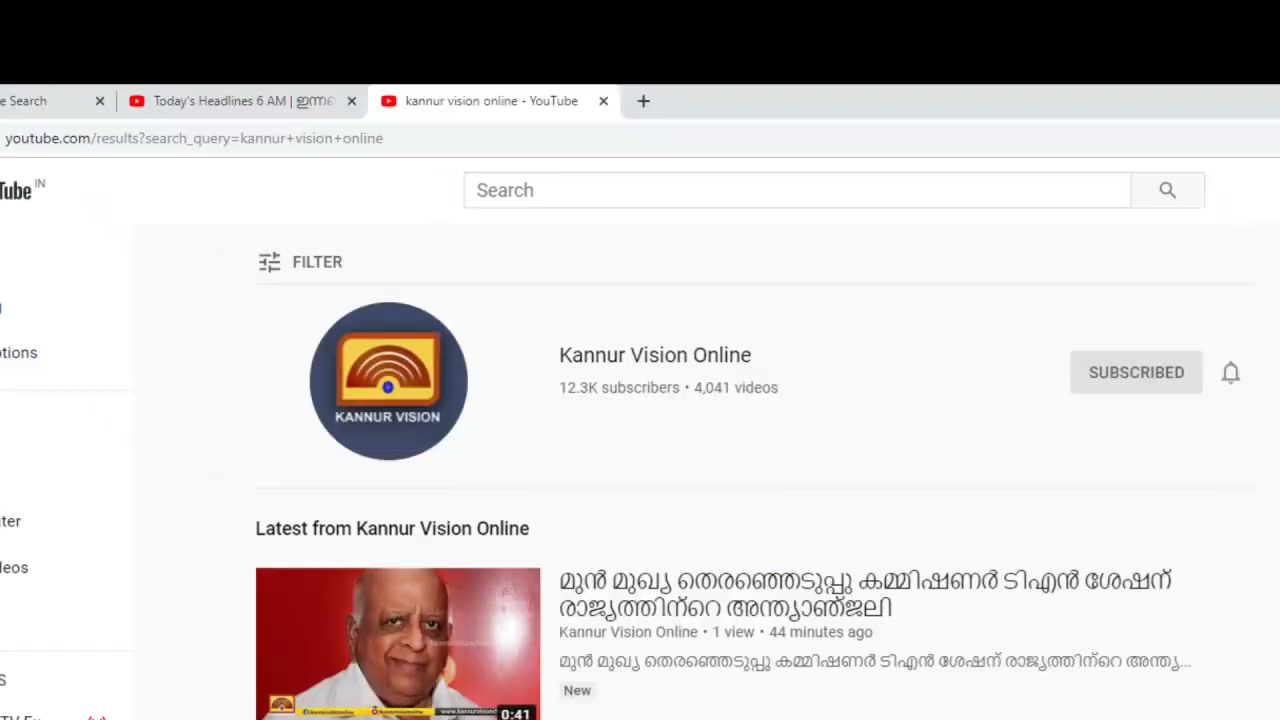 e Search
Today's Headlines 6 AM | ഇന്നത
kannur vision online - YouTube
youtube.com/results?search_query=kannur+vision+online
Tube IN
Search
FILTER
ptions
KANNUR VISION
Kannur Vision Online
12.3K subscribers • 4,041 videos
SUBSCRIBED
Latest from Kannur Vision Online
മുൻ മുഖ്യ തെരഞ്ഞെടുപ്പു കമ്മിഷണർ ടിഎൻ ശേഷന്
രാജ്യത്തിന്റെ അന്ത്യാഞ്ജലി
Kannur Vision Online • 1 view • 44 minutes ago
മുൻ മുഖ്യ തെരഞ്ഞെടുപ്പു കമ്മിഷണർ ടിഎൻ ശേഷന് രാജ്യത്തിന്റെ അന്ത്യ...
New
0:41
ter
leos
S